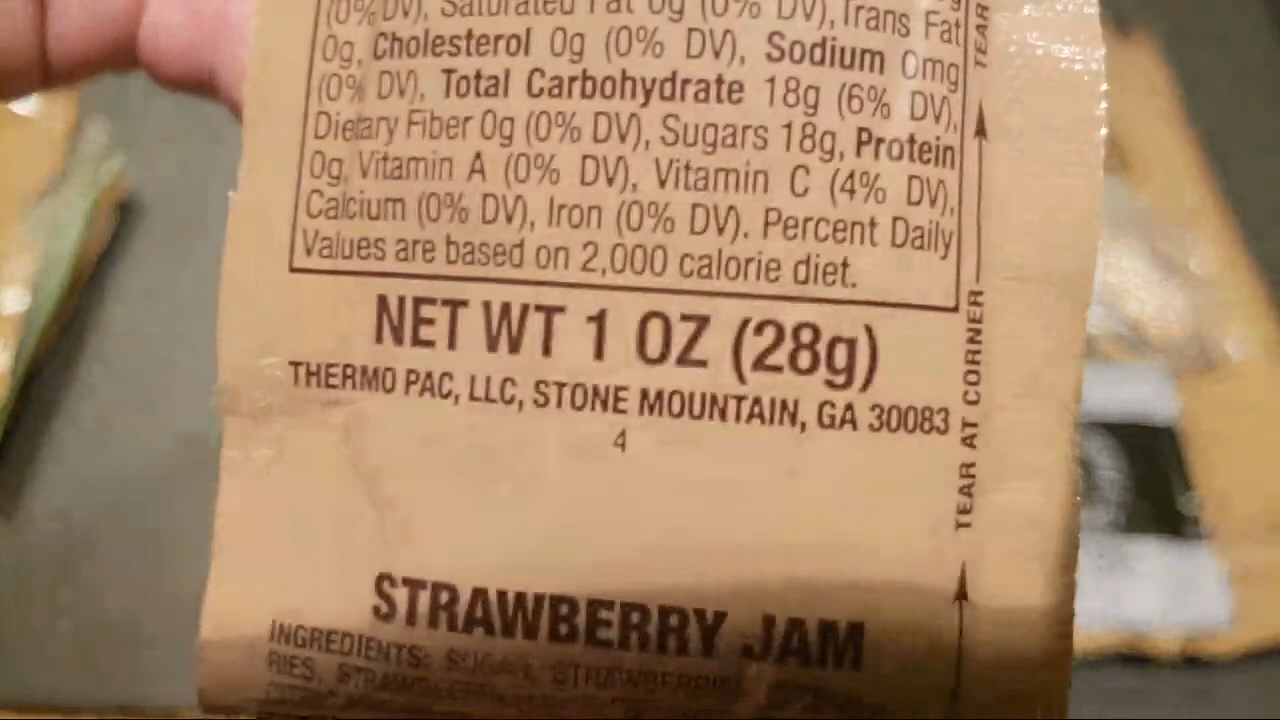 (0% DV), Saturated Fat 0g (0% DV), Trans Fat
0g, Cholesterol 0g (0% DV), Sodium 0mg
(0% DV), Total Carbohydrate 18g (6% DV),
Dietary Fiber 0g (0% DV), Sugars 18g, Protein
0g, Vitamin A (0% DV), Vitamin C (4% DV),
Calcium (0% DV), Iron (0% DV). Percent Daily
Values are based on 2,000 calorie diet.
NET WT 1 OZ (28g)
THERMO PAC, LLC, STONE MOUNTAIN, GA 30083
4
STRAWBERRY JAM
INGREDIENTS: SUGAR, STRAWBERRIES
RIES, 
TEAR AT CORNER
TEAR